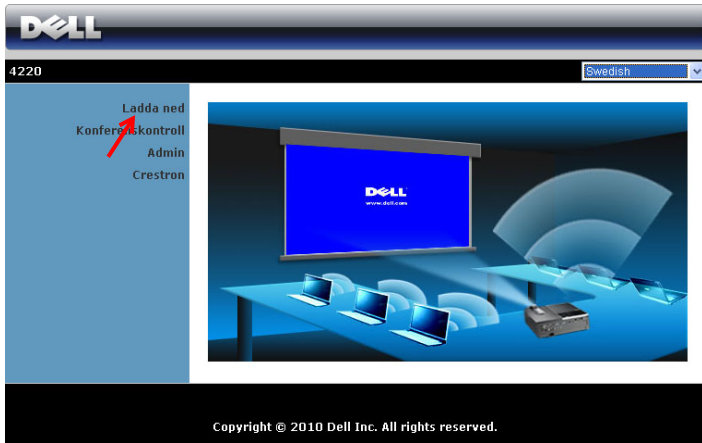 DELL
4220
Swedish
Ladda ned
Konferenskontroll
Admin
Crestron
DELL
www.dell.com
Copyright © 2010 Dell Inc. All rights reserved.